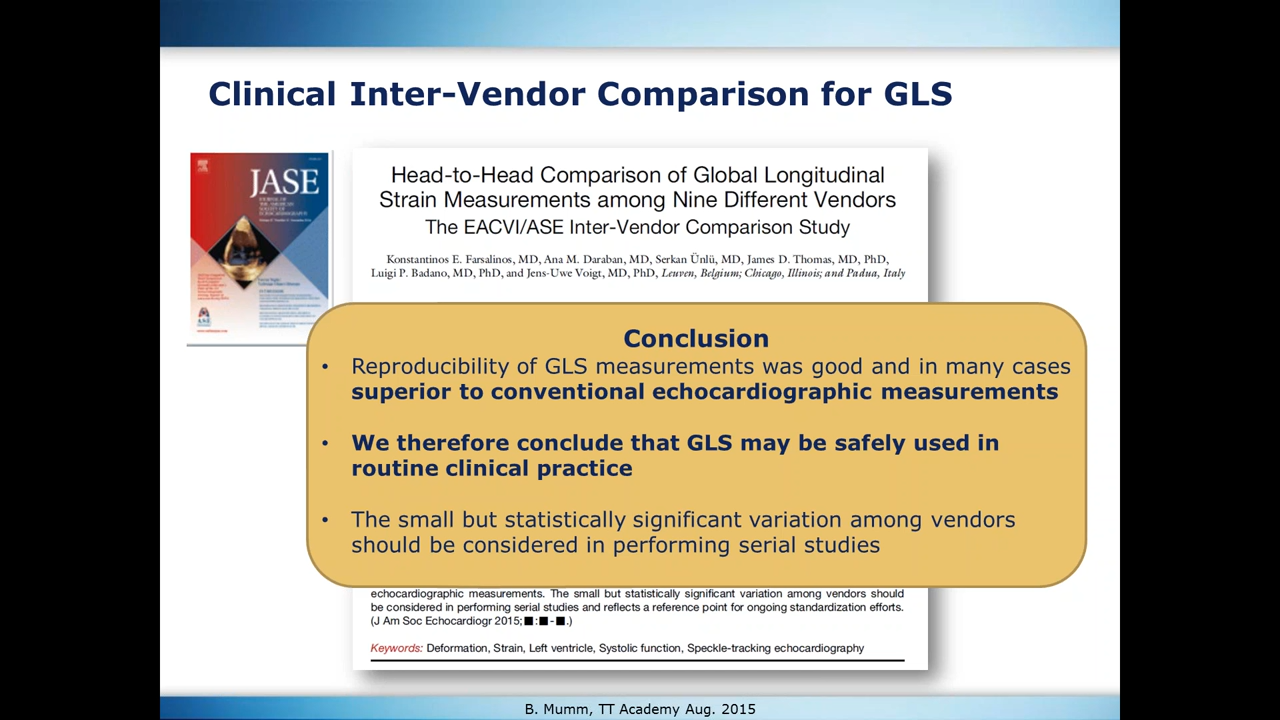 Clinical Inter-Vendor Comparison for GLS
JASE
JOURNAL OF
THE AMERICAN
SOCIETY OF
ECHOCARDIOGRAPHY
Head-to-Head Comparison of Global Longitudinal
Strain Measurements among Nine Different Vendors
The EACVI/ASE Inter-Vendor Comparison Study
Konstantinos E. Farsalinos, MD, Ana M. Daraban, MD, Serkan Ünlü, MD, James D. Thomas, MD, PhD,
Luigi P. Badano, MD, PhD, and Jens-Uwe Voigt, MD, PhD, Leuven, Belgium; Chicago, Illinois; and Padua, Italy
Conclusion
• Reproducibility of GLS measurements was good and in many cases
superior to conventional echocardiographic measurements
• We therefore conclude that GLS may be safely used in
routine clinical practice
• The small but statistically significant variation among vendors
should be considered in performing serial studies
echocardiographic measurements. The small but statistically significant variation among vendors should
be considered in performing serial studies and reflects a reference point for ongoing standardization efforts.
(J Am Soc Echocardiogr 2015;■:■-■.)
Keywords: Deformation, Strain, Left ventricle, Systolic function, Speckle-tracking echocardiography
B. Mumm, TT Academy Aug. 2015